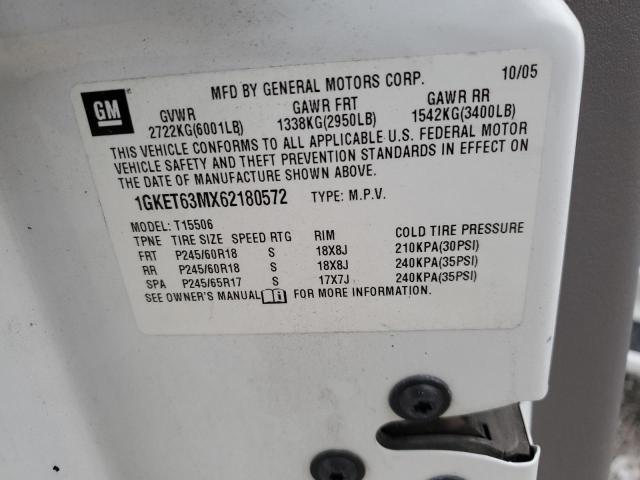 MFD BY GENERAL MOTORS CORP. 10/05
GM
GVWR GAWR FRT GAWR RR
2722KG(6001LB) 1338KG(2950LB) 1542KG(3400LB)
THIS VEHICLE CONFORMS TO ALL APPLICABLE U.S. FEDERAL MOTOR
VEHICLE SAFETY AND THEFT PREVENTION STANDARDS IN EFFECT ON
THE DATE OF MANUFACTURE SHOWN ABOVE.
1GKET63MX62180572 TYPE: M.P.V.
MODEL: T15506
TPNE TIRE SIZE SPEED RTG RIM COLD TIRE PRESSURE
FRT P245/60R18 S 18X8J 210KPA(30PSI)
RR P245/60R18 S 18X8J 240KPA(35PSI)
SPA P245/65R17 S 17X7J 240KPA(35PSI)
SEE OWNER'S MANUAL FOR MORE INFORMATION.